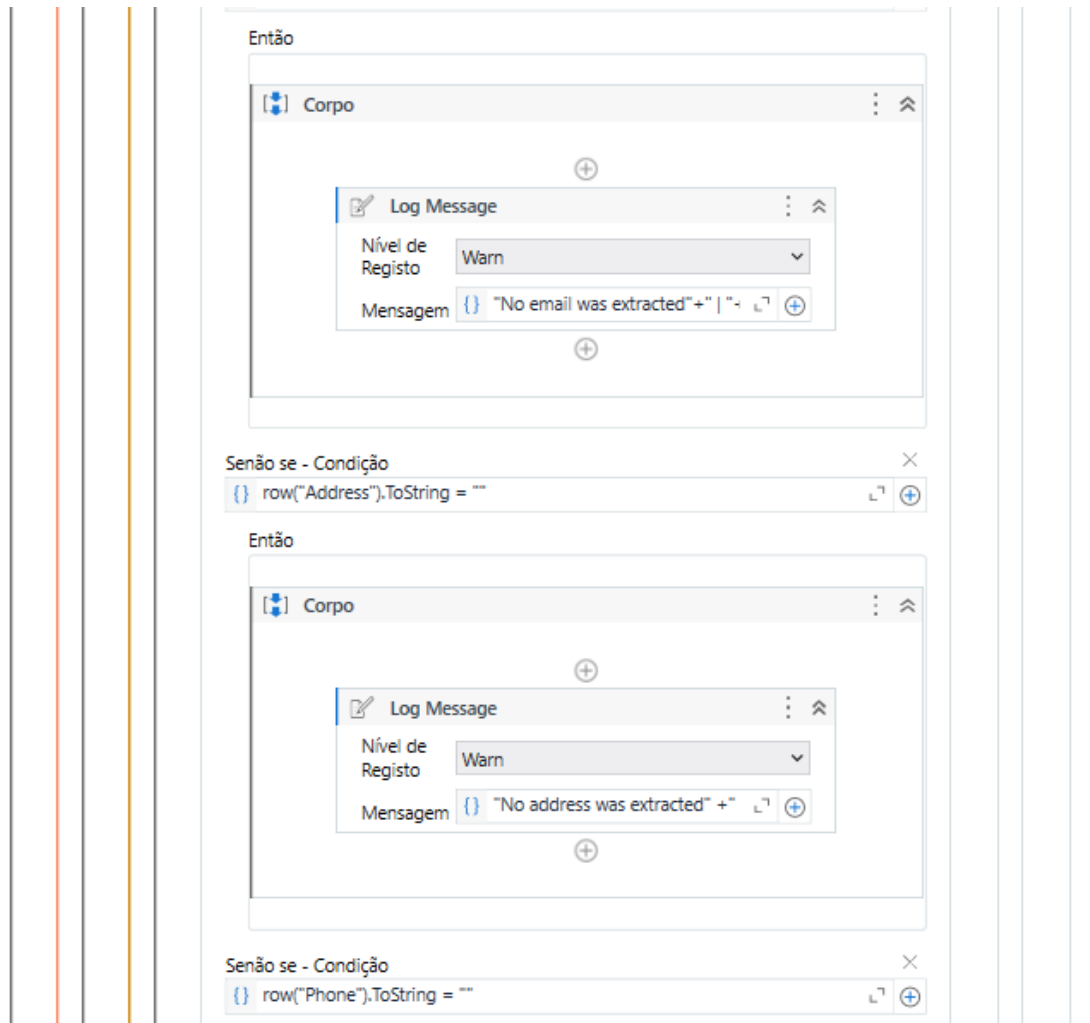 Então
Corpo
Log Message
Nível de
Registo
Warn
Mensagem
{} "No email was extracted"+" | "+
Senão se - Condição
{} row("Address").ToString = ""
Então
Corpo
Log Message
Nível de
Registo
Warn
Mensagem
{} "No address was extracted" +"
Senão se - Condição
{} row("Phone").ToString = ""